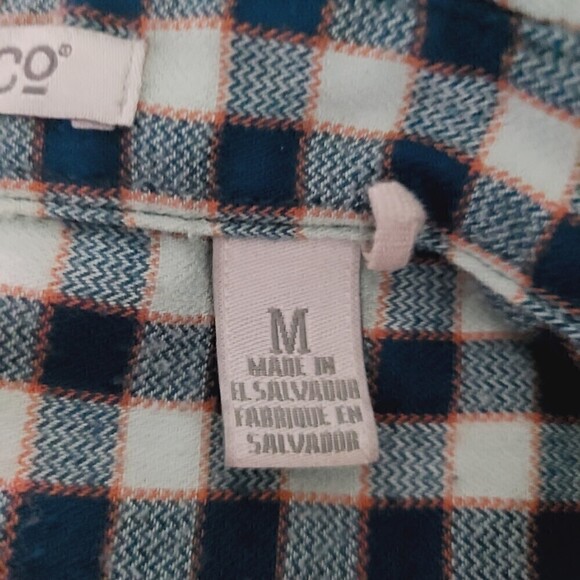 CO®
M
MADE IN
EL SALVADOR
FABRIQUE EN
SALVADOR